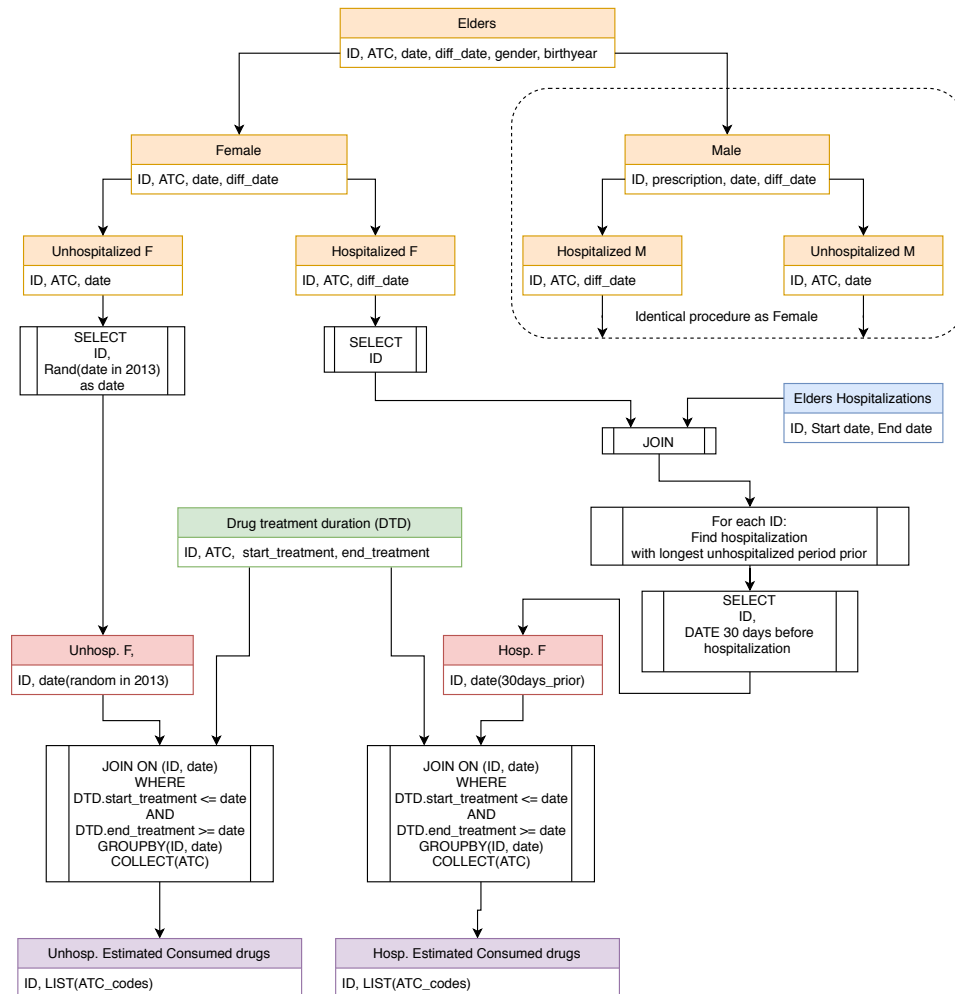 Elders
ID, ATC, date, diff_date, gender, birthyear
Female
ID, ATC, date, diff_date
Male
ID, prescription, date, diff_date
Unhospitalized F
ID, ATC, date
Hospitalized F
ID, ATC, diff_date
Hospitalized M
ID, ATC, diff_date
Unhospitalized M
ID, ATC, date
Identical procedure as Female
SELECT
ID,
Rand(date in 2013)
as date
SELECT
ID
Elders Hospitalizations
ID, Start date, End date
JOIN
For each ID:
Find hospitalization
with longest unhospitalized period prior
Drug treatment duration (DTD)
ID, ATC, start_treatment, end_treatment
SELECT
ID,
DATE 30 days before
hospitalization
Unhosp. F,
ID, date(random in 2013)
Hosp. F
ID, date(30days_prior)
JOIN ON (ID, date)
WHERE
DTD.start_treatment <= date
AND
DTD.end_treatment >= date
GROUPBY(ID, date)
COLLECT(ATC)
JOIN ON (ID, date)
WHERE
DTD.start_treatment <= date
AND
DTD.end_treatment >= date
GROUPBY(ID, date)
COLLECT(ATC)
Unhosp. Estimated Consumed drugs
ID, LIST(ATC_codes)
Hosp. Estimated Consumed drugs
ID, LIST(ATC_codes)